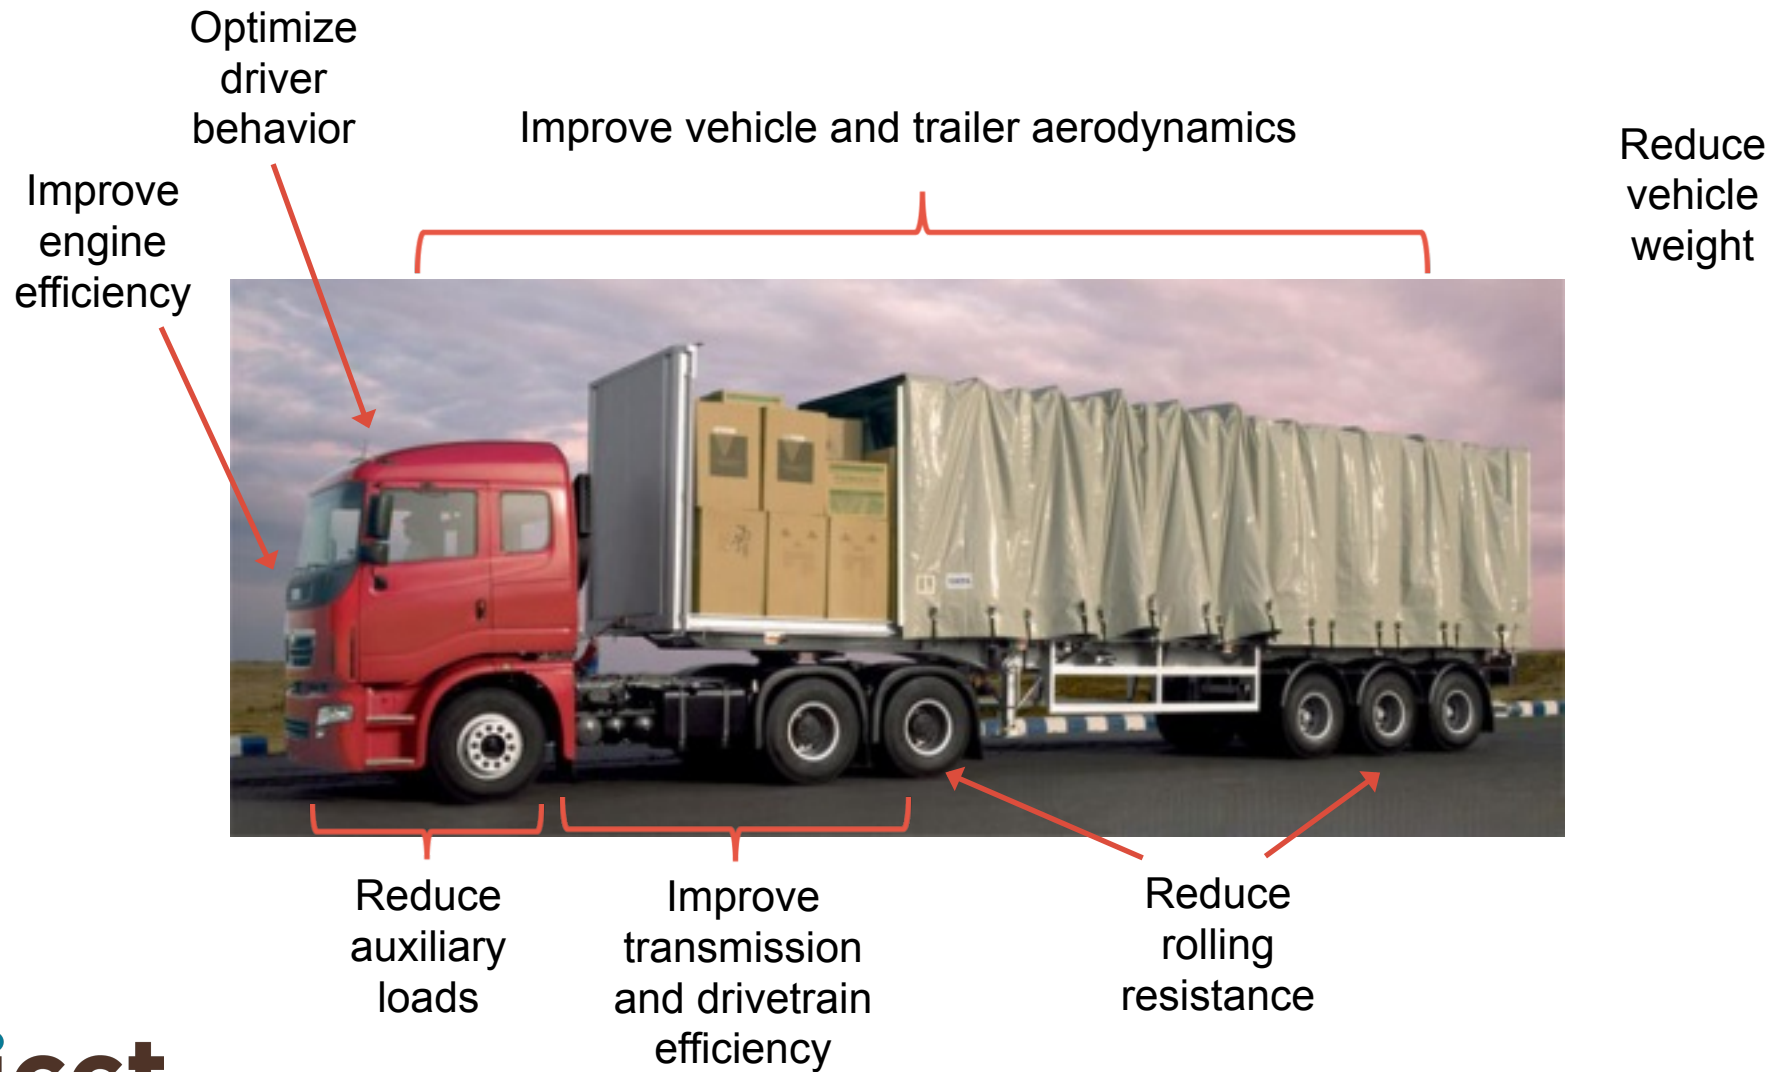 Optimize
driver
behavior
Improve vehicle and trailer aerodynamics
Reduce
vehicle
weight
Improve
engine
efficiency
Reduce
auxiliary
loads
Improve
transmission
and drivetrain
efficiency
Reduce
rolling
resistance
icct